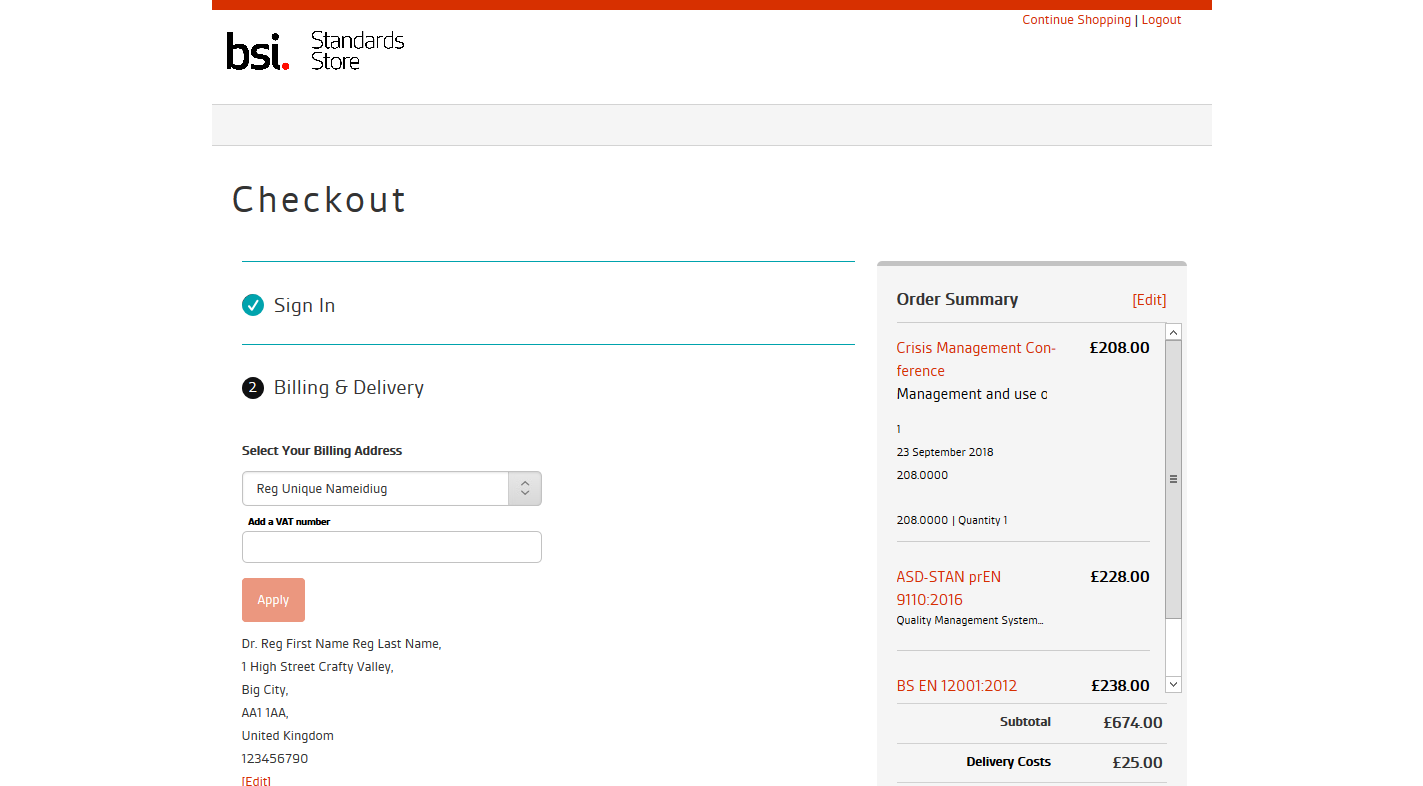 Continue Shopping | Logout
bsi. Standards
Store
Checkout
Sign In
2 Billing & Delivery
Select Your Billing Address
Reg Unique Nameidiug
Add a VAT number
Apply
Dr. Reg First Name Reg Last Name,
1 High Street Crafty Valley,
Big City,
AA1 1AA,
United Kingdom
123456790
[Edit]
Order Summary [Edit]
Crisis Management Con- £208.00
ference
Management and use o
1
23 September 2018
208.0000
208.0000 | Quantity 1
ASD-STAN prEN £228.00
9110:2016
Quality Management System...
BS EN 12001:2012 £238.00
Subtotal £674.00
Delivery Costs £25.00